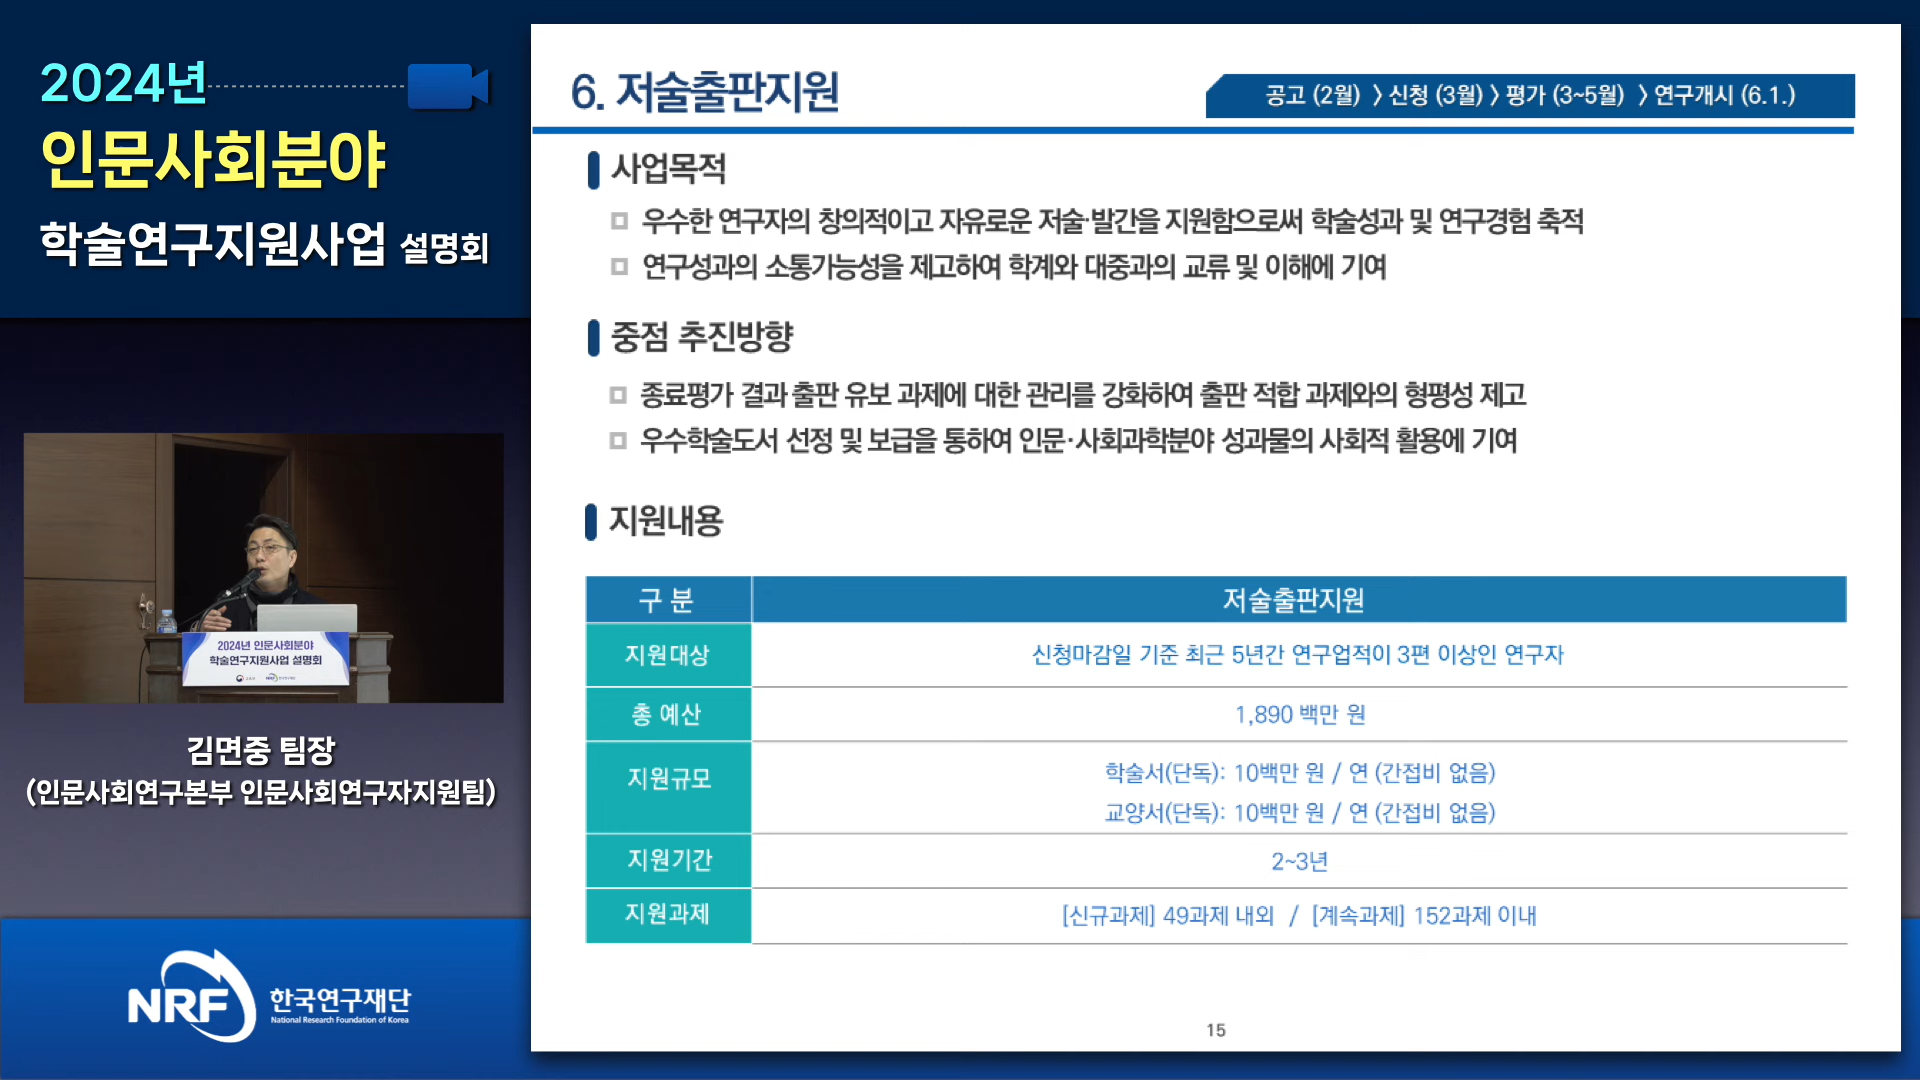 2024년
인문사회분야
학술연구지원사업 설명회
2024년 인문사회분야
학술연구지원사업 설명회
김면중 팀장
(인문사회연구본부 인문사회연구자지원팀)
NRF 한국연구재단
National Research Foundation of Korea
6. 저술출판지원
공고 (2월) 〉신청 (3월)〉평가 (3~5월) 〉연구개시 (6.1.)
사업목적
우수한 연구자의 창의적이고 자유로운 저술·발간을 지원함으로써 학술성과 및 연구경험 축적
연구성과의 소통가능성을 제고하여 학계와 대중과의 교류 및 이해에 기여
중점 추진방향
종료평가 결과 출판 유보 과제에 대한 관리를 강화하여 출판 적합 과제와의 형평성 제고
우수학술도서 선정 및 보급을 통하여 인문·사회과학분야 성과물의 사회적 활용에 기여
지원내용
구 분 저술출판지원
지원대상 신청마감일 기준 최근 5년간 연구업적이 3편 이상인 연구자
총 예산 1,890 백만 원
지원규모 학술서(단독): 10백만 원 / 연 (간접비 없음)
교양서(단독): 10백만 원 / 연 (간접비 없음)
지원기간 2~3년
지원과제 [신규과제] 49과제 내외 / [계속과제] 152과제 이내
15